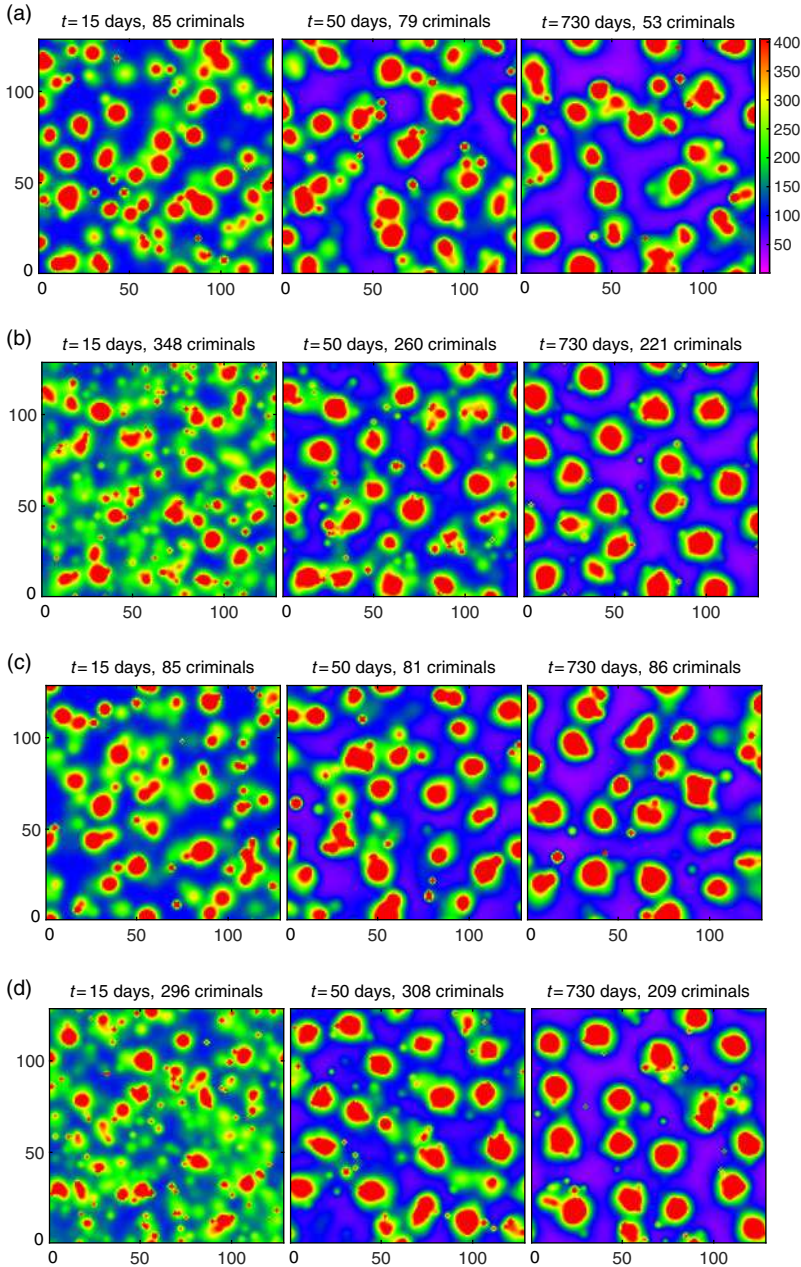 (a)
t=15 days, 85 criminals
t=50 days, 79 criminals
t=730 days, 53 criminals
400
350
300
250
200
150
100
50
100
50
0
0 50 100
0 50 100
0 50 100
(b)
t=15 days, 348 criminals
t=50 days, 260 criminals
t=730 days, 221 criminals
100
50
0
0 50 100
0 50 100
0 50 100
(c)
t=15 days, 85 criminals
t=50 days, 81 criminals
t=730 days, 86 criminals
100
50
0
0 50 100
0 50 100
0 50 100
(d)
t=15 days, 296 criminals
t=50 days, 308 criminals
t=730 days, 209 criminals
100
50
0
0 50 100
0 50 100
0 50 100